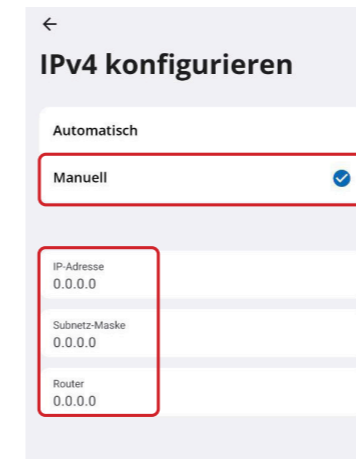 IPv4 konfigurieren
Automatisch
Manuell
IP-Adresse
0.0.0.0
Subnetz-Maske
0.0.0.0
Router
0.0.0.0